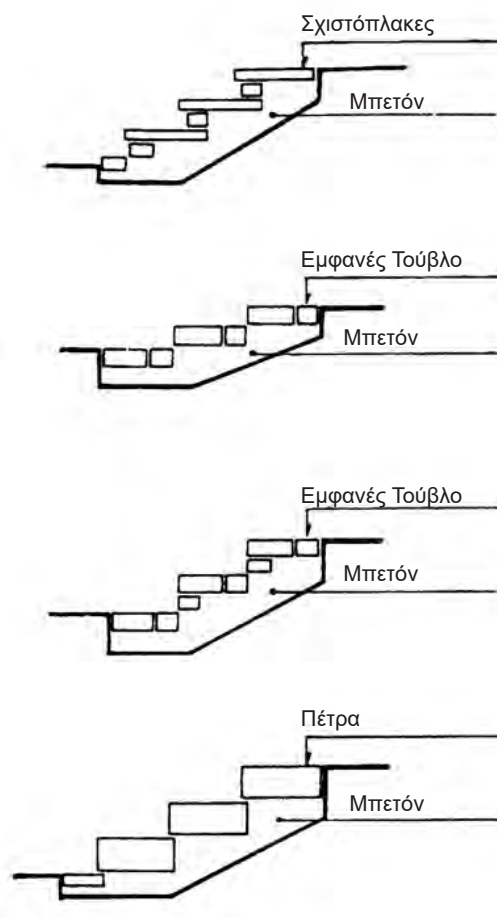 Σχιστόπλακες
Μπετόν
Εμφανές Τούβλο
Μπετόν
Εμφανές Τούβλο
Μπετόν
Πέτρα
Μπετόν